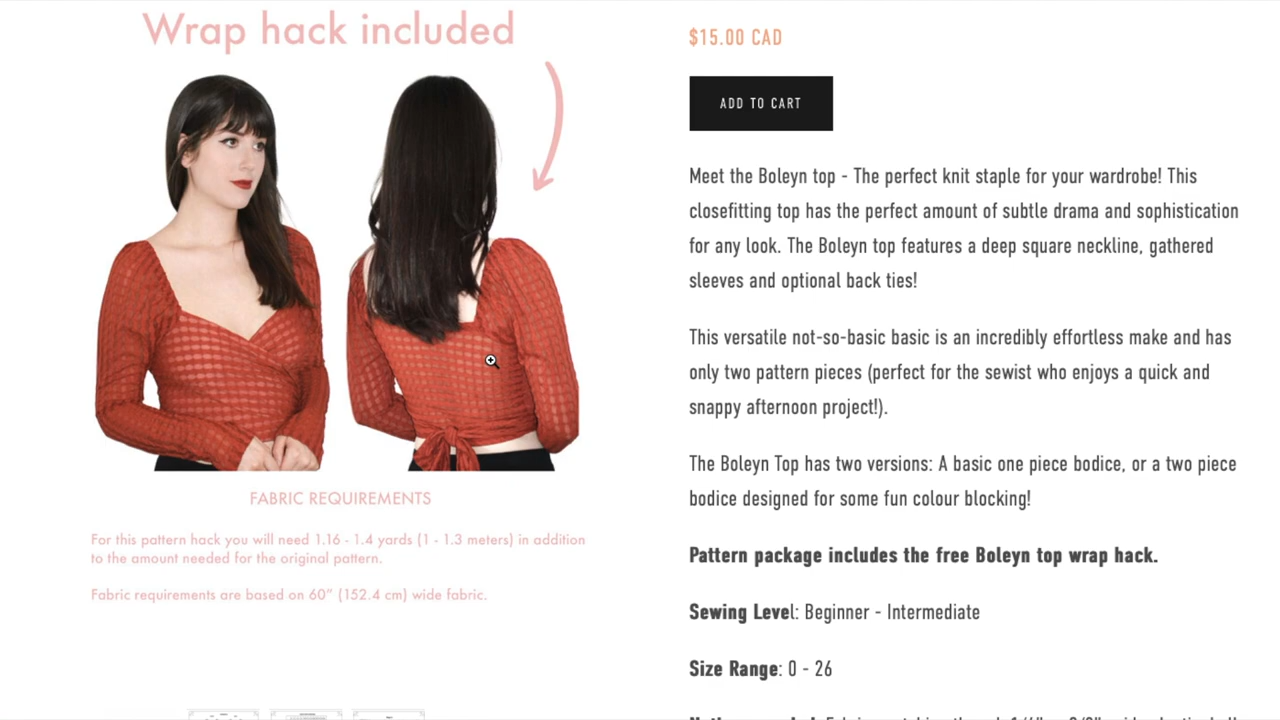 Wrap hack included
FABRIC REQUIREMENTS
For this pattern hack you will need 1.16 - 1.4 yards (1 - 1.3 meters) in addition
to the amount needed for the original pattern.
Fabric requirements are based on 60” (152.4 cm) wide fabric.
$15.00 CAD
ADD TO CART
Meet the Boleyn top - The perfect knit staple for your wardrobe! This
closefitting top has the perfect amount of subtle drama and sophistication
for any look. The Boleyn top features a deep square neckline, gathered
sleeves and optional back ties!
This versatile not-so-basic basic is an incredibly effortless make and has
only two pattern pieces (perfect for the sewist who enjoys a quick and
snappy afternoon project!).
The Boleyn Top has two versions: A basic one piece bodice, or a two piece
bodice designed for some fun colour blocking!
Pattern package includes the free Boleyn top wrap hack.
Sewing Level: Beginner - Intermediate
Size Range: 0 - 26